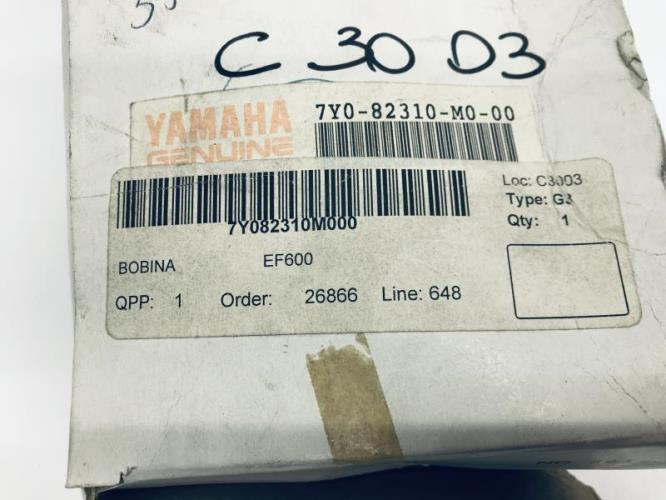 C 30 D3
YAMAHA
GENUINE
7Y0-82310-M0-00
7Y082310M000
Loc: C3003
Type: G3
Qty: 1
BOBINA EF600
QPP: 1 Order: 26866 Line: 648